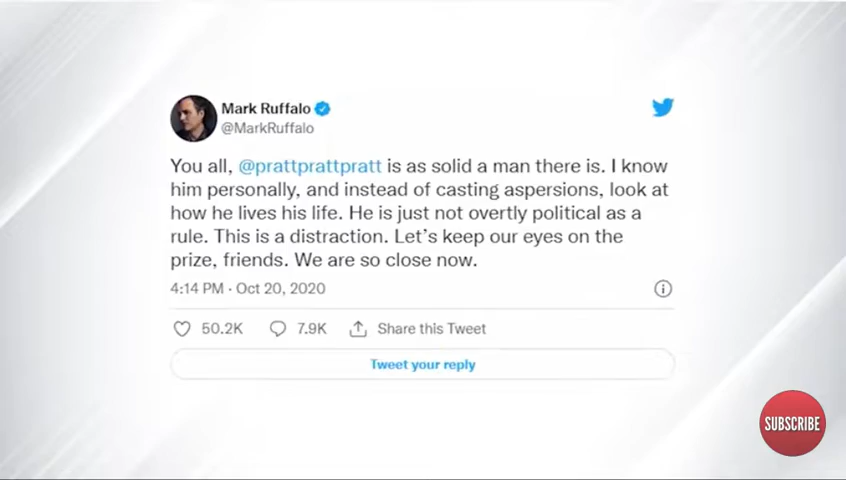 Mark Ruffalo
@MarkRuffalo
You all, @prattprattpratt is as solid a man there is. I know
him personally, and instead of casting aspersions, look at
how he lives his life. He is just not overtly political as a
rule. This is a distraction. Let's keep our eyes on the
prize, friends. We are so close now.
4:14 PM · Oct 20, 2020
50.2K 7.9K Share this Tweet
Tweet your reply
SUBSCRIBE